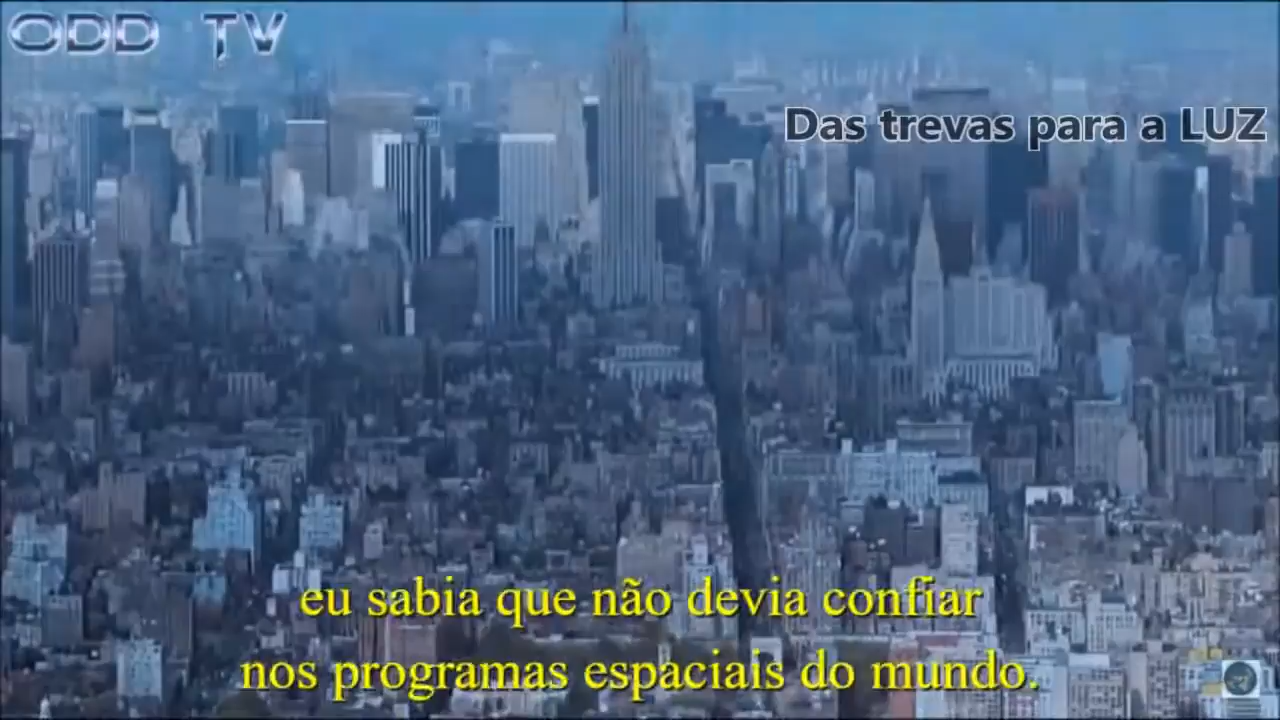 ODD TV
Das trevas para a LUZ
eu sabia que não devia confiar
nos programas espaciais do mundo.